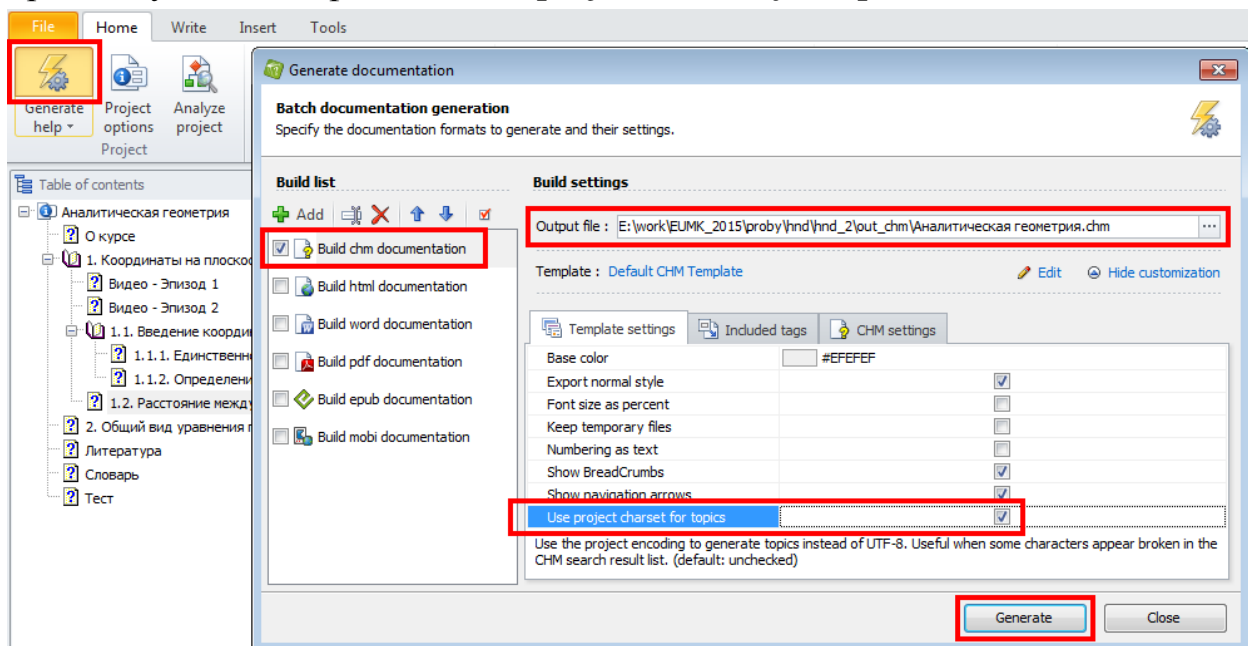 File Home Write Insert Tools
Generate help Project options Analyze project
Project
Table of contents
Аналитическая геометрия
О курсе
1. Координаты на плоско
Видео - Эпизод 1
Видео - Эпизод 2
1.1. Введение коорди
1.1.1. Единственн
1.1.2. Определени
1.2. Расстояние между
2. Общий вид уравнения
Литература
Словарь
Тест
Generate documentation
Batch documentation generation
Specify the documentation formats to generate and their settings.
Build list
Add
Build chm documentation
Build html documentation
Build word documentation
Build pdf documentation
Build epub documentation
Build mobi documentation
Build settings
Output file : E:\work\EUMK_2015\proby\hnd\hnd_2\out_chm\Аналитическая геометрия.chm ...
Template : Default CHM Template Edit Hide customization
Template settings Included tags CHM settings
Base color #EFEFEF
Export normal style
Font size as percent
Keep temporary files
Numbering as text
Show BreadCrumbs
Show navigation arrows
Use project charset for topics
Use the project encoding to generate topics instead of UTF-8. Useful when some characters appear broken in the
CHM search result list. (default: unchecked)
Generate Close